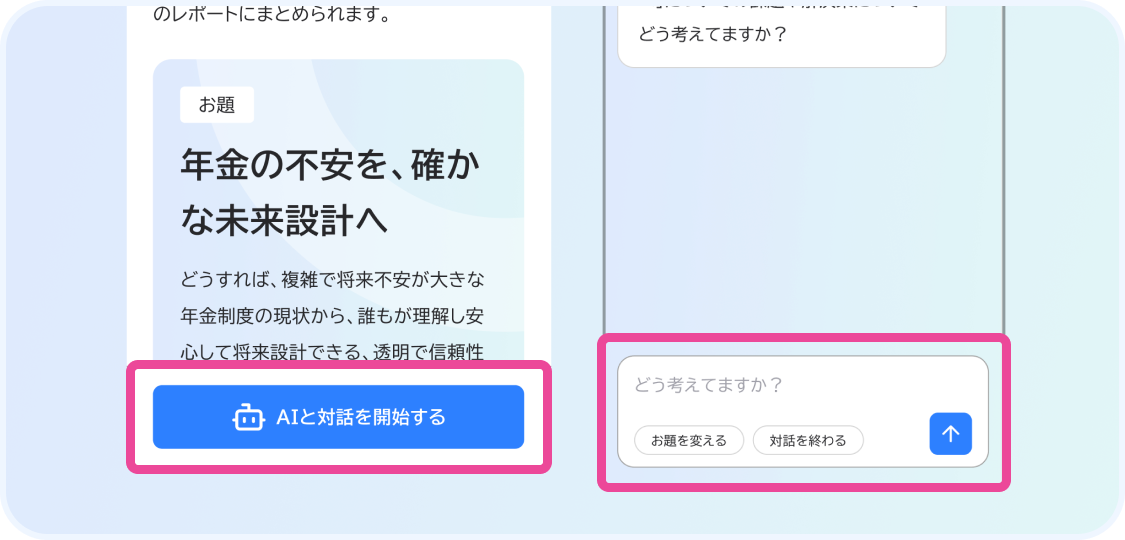 のレポートにまとめられます。
お題
年金の不安を、確か
な未来設計へ
どうすれば、複雑で将来不安が大きな
年金制度の現状から、誰もが理解し安
心して将来設計できる、透明で信頼性
AIと対話を開始する
どう考えてますか？
どう考えてますか？
お題を変える
対話を終わる